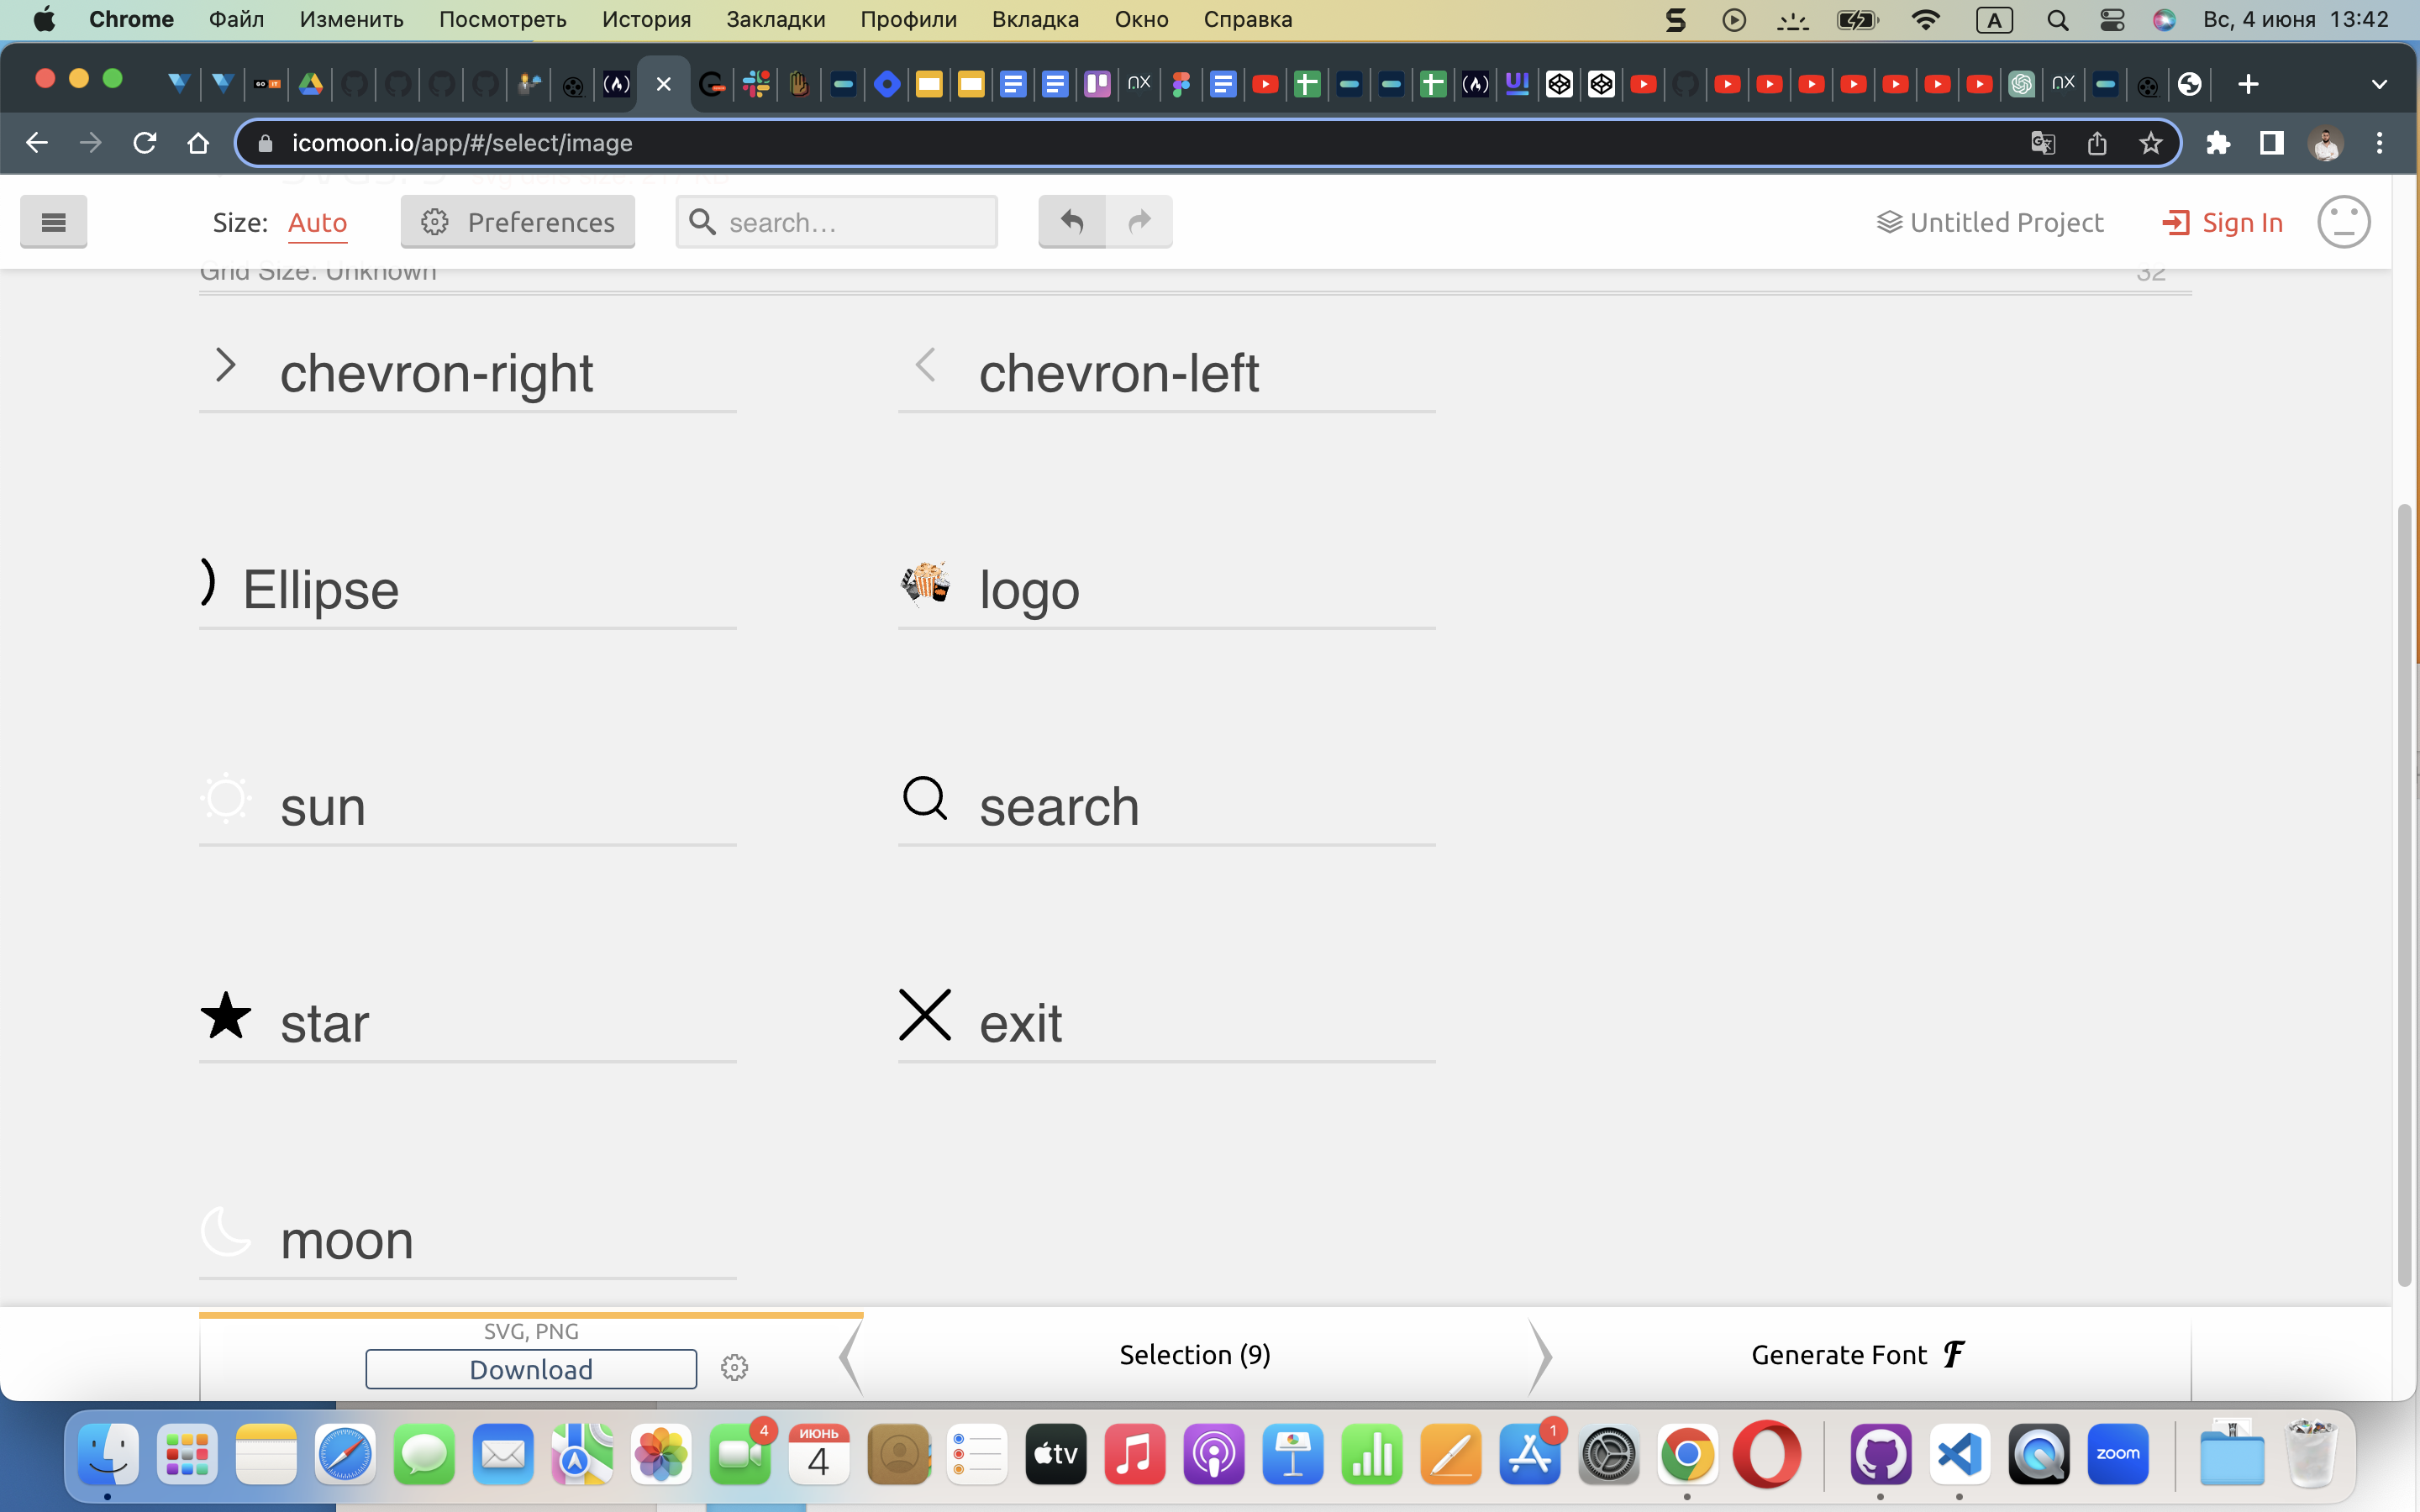 Chrome Файл Изменить Посмотреть История Закладки Профили Вкладка Окно Справка A Вс, 4 июня 13:42
icomoon.io/app/#/select/image
Size: Auto Preferences search... Untitled Project Sign In
Grid Size: Unknown 32
chevron-right chevron-left
Ellipse logo
sun search
star exit
moon
SVG, PNG
Download Selection (9) Generate Font
4 ИЮНЬ 4 tv 1 zoom